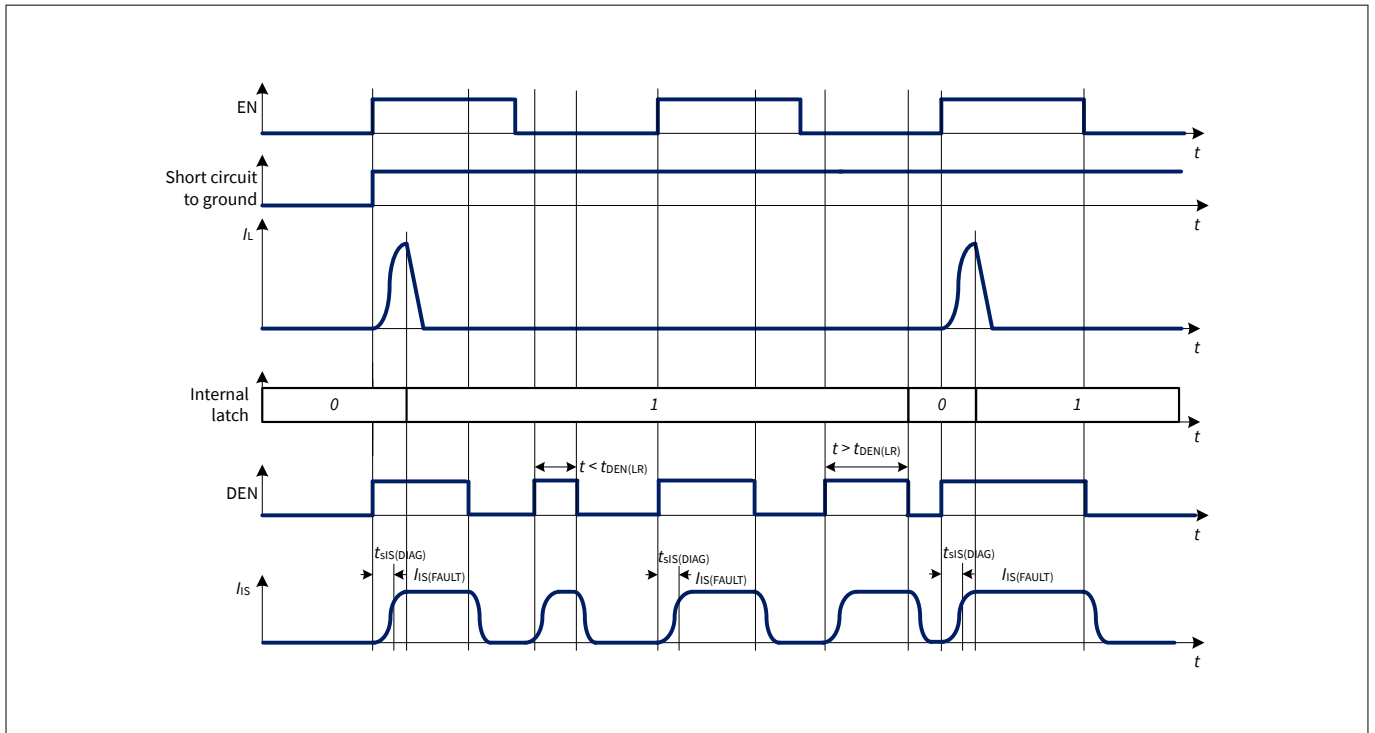 EN
t
Short circuit
to ground
t
IL
t
Internal
latch
0
1
0
1
t
t < tDEN(LR)
t > tDEN(LR)
DEN
t
tsIS(DIAG)
IIS(FAULT)
tsIS(DIAG)
IIS(FAULT)
tsIS(DIAG)
IIS(FAULT)
IIS
t